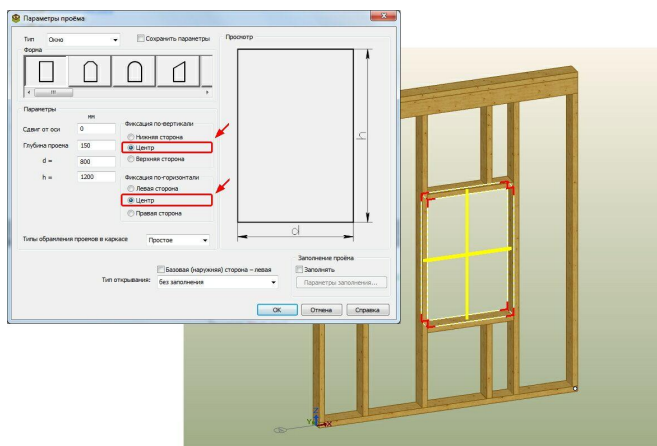 Параметры проёма
Тип Окно Сохранить параметры
Форма
Просмотр
Параметры
мм
Сдвиг от оси 0
Глубина проема 150
d = 800
h = 1200
Фиксация по-вертикали
Нижняя сторона
Центр
Верхняя сторона
Фиксация по-горизонтали
Левая сторона
Центр
Правая сторона
h
d
Типы обрамления проемов в каркасе Простое
Базовая (наружняя) сторона - левая
Тип открывания: без заполнения
Заполнение проёма
Заполнять
Параметры заполнения...
OK Отмена Справка
Z
Y X